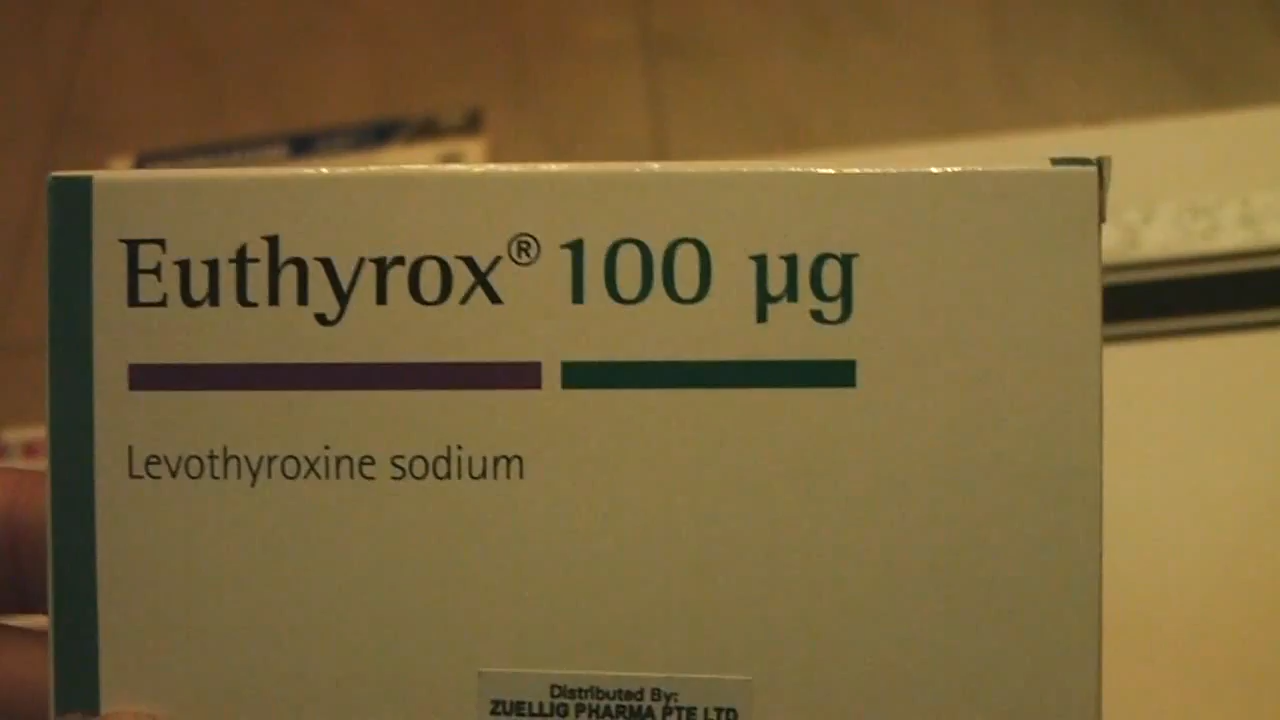 Euthyrox® 100 µg
Levothyroxine sodium
Distributed By:
ZUELLIG PHARMA PTE LTD